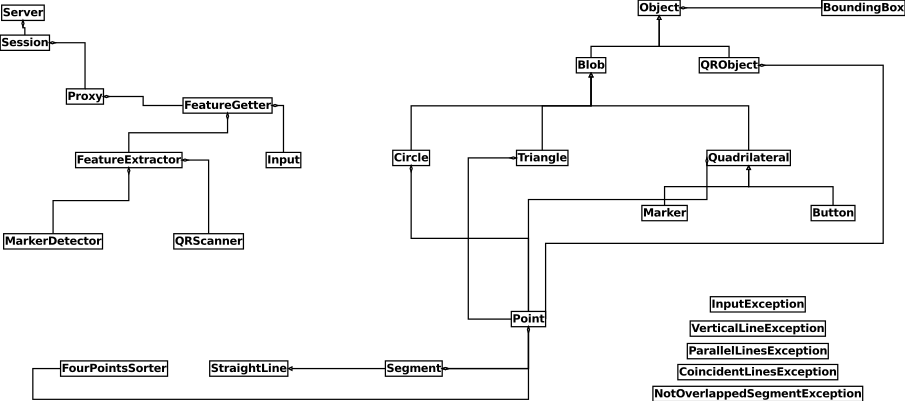 Server
Session
Proxy
FeatureGetter
FeatureExtractor
Input
MarkerDetector
QRScanner
Object
BoundingBox
Blob
QRObject
Circle
Triangle
Quadrilateral
Marker
Button
Point
FourPointsSorter
StraightLine
Segment
InputException
VerticalLineException
ParallelLinesException
CoincidentLinesException
NotOverlappedSegmentException